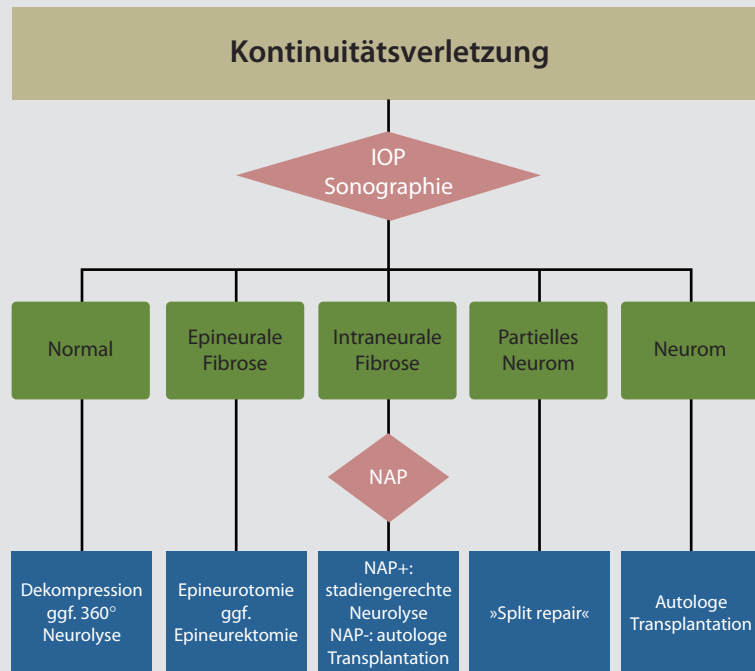 Kontinuitätsverletzung
IOP
Sonographie
Normal
Epineurale
Fibrose
Intraneurale
Fibrose
Partielles
Neurom
Neurom
NAP
Dekompression
ggf. 360°
Neurolyse
Epineurotomie
ggf.
Epineurektomie
NAP+:
stadiengerechte
Neurolyse
NAP-: autologe
Transplantation
»Split repair«
Autologe
Transplantation